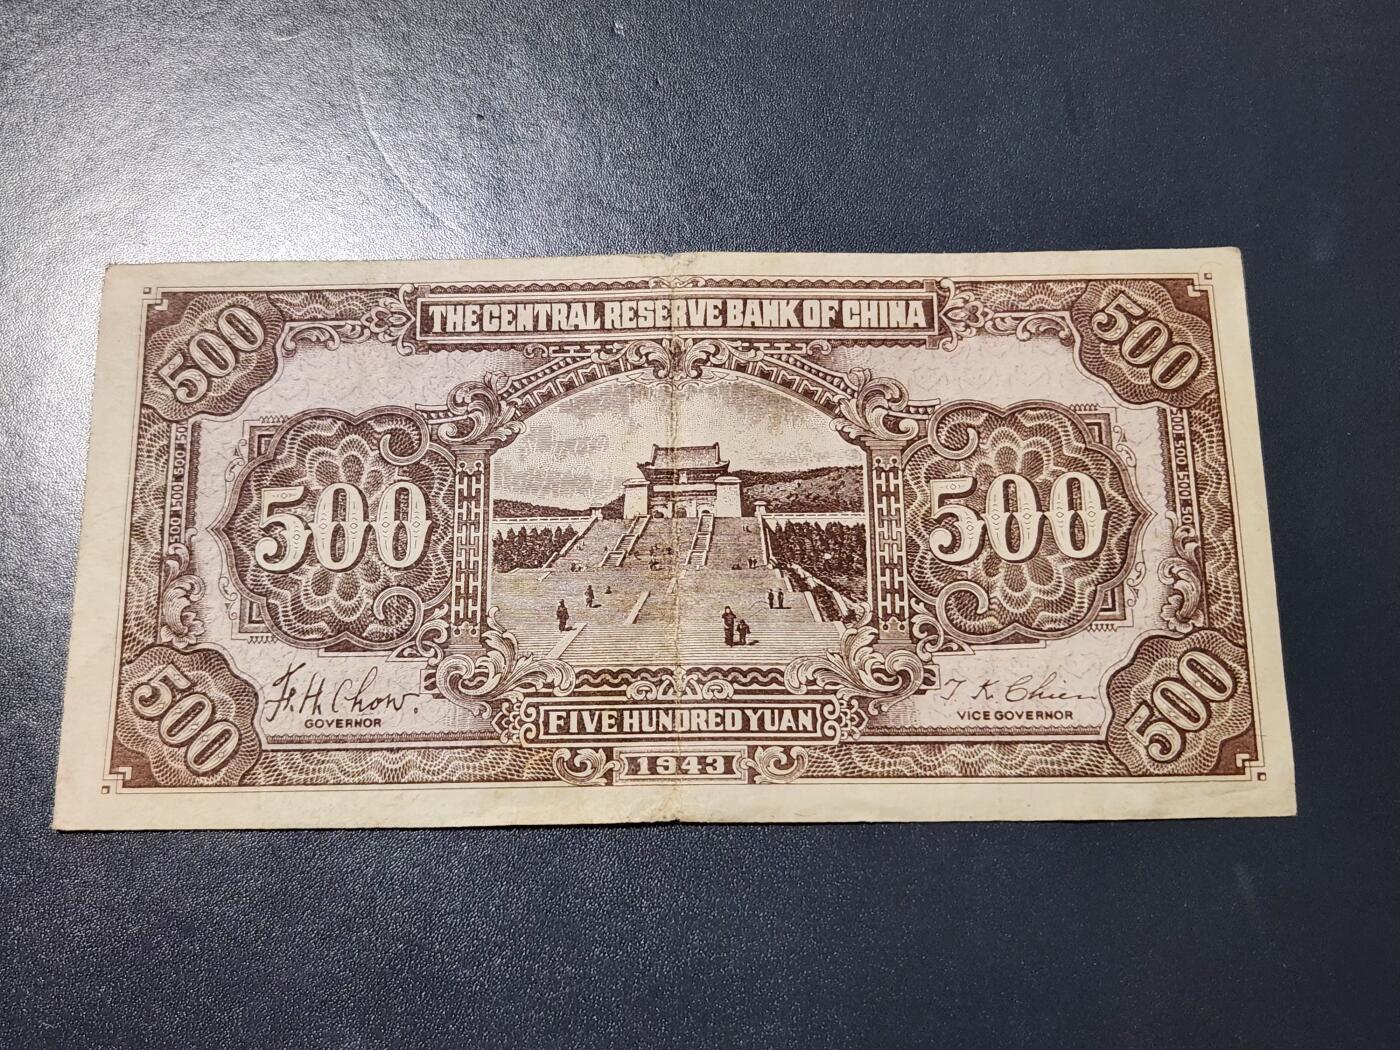 500 THE CENTRAL RESERVE BANK OF CHINA 500
500 500
F. H. Chow. T K. Chien
GOVERNOR VICE GOVERNOR
500 FIVE HUNDRED YUAN 500
1943